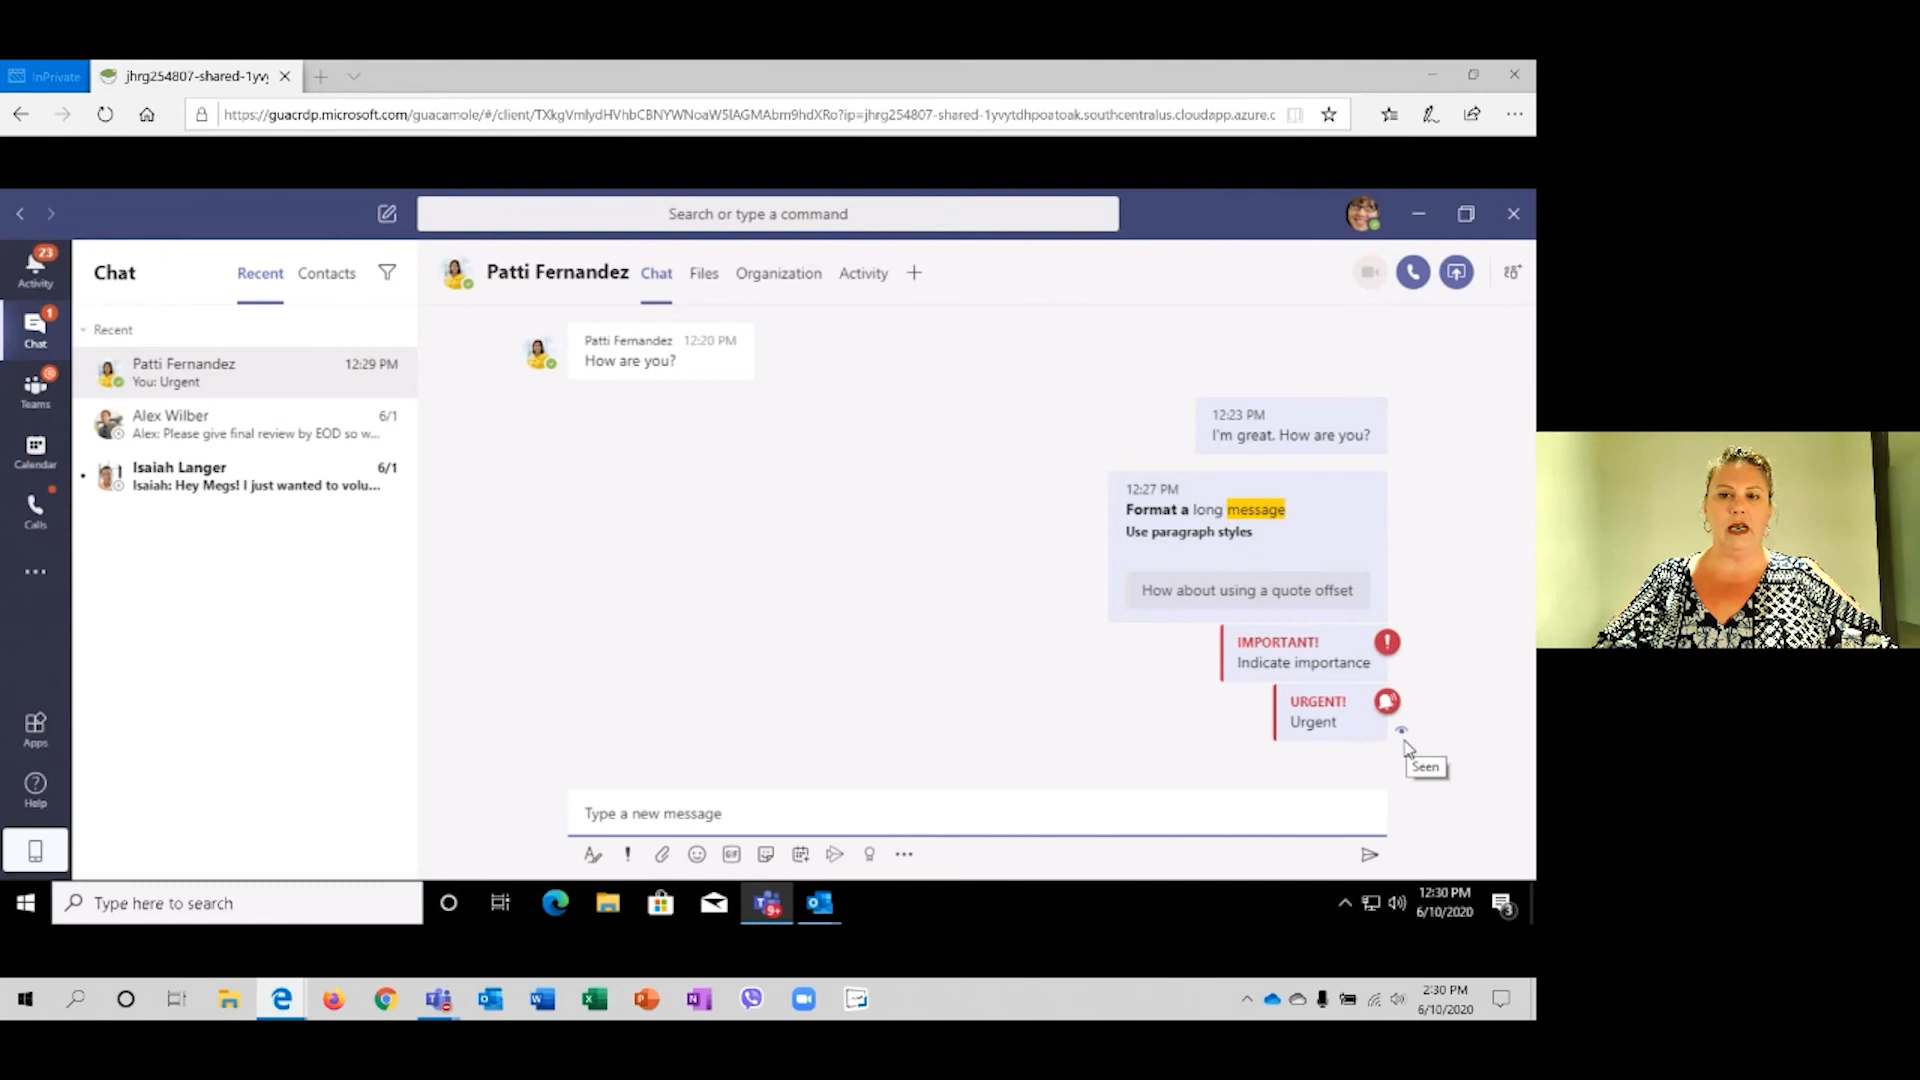 InPrivate
jhrg254807-shared-1yvy
https://guacrdp.microsoft.com/guacamole/#/client/TXkgVmlydHVhbCBNYWNoaW5lAGMAbm9hdXRo?ip=jhrg254807-shared-1yvytdhpoatoak.southcentralus.cloudapp.azure.c
Search or type a command
23
Activity
1
Chat
Teams
Calendar
Calls
Apps
Help
Chat
Recent
Contacts
Recent
Patti Fernandez
12:29 PM
You: Urgent
Alex Wilber
6/1
Alex: Please give final review by EOD so w...
Isaiah Langer
6/1
Isaiah: Hey Megs! I just wanted to volu...
Patti Fernandez
Chat
Files
Organization
Activity
Patti Fernandez 12:20 PM
How are you?
12:23 PM
I'm great. How are you?
12:27 PM
Format a long message
Use paragraph styles
How about using a quote offset
IMPORTANT!
Indicate importance
URGENT!
Urgent
Seen
Type a new message
GIF
Type here to search
9+
12:30 PM
6/10/2020
3
2:30 PM
6/10/2020